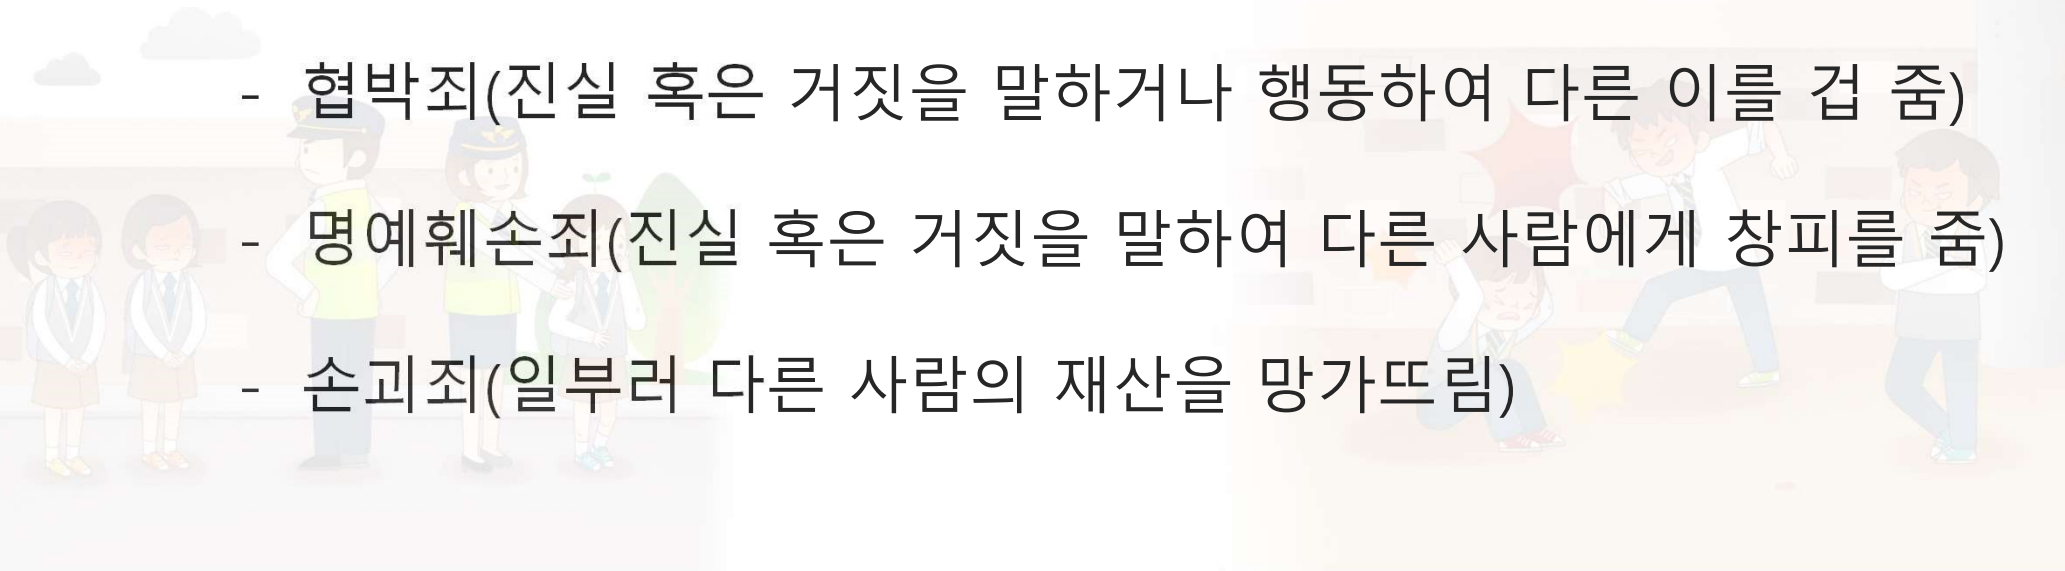 - 협박죄(진실 혹은 거짓을 말하거나 행동하여 다른 이를 겁 줌)
- 명예훼손죄(진실 혹은 거짓을 말하여 다른 사람에게 창피를 줌)
- 손괴죄(일부러 다른 사람의 재산을 망가뜨림)